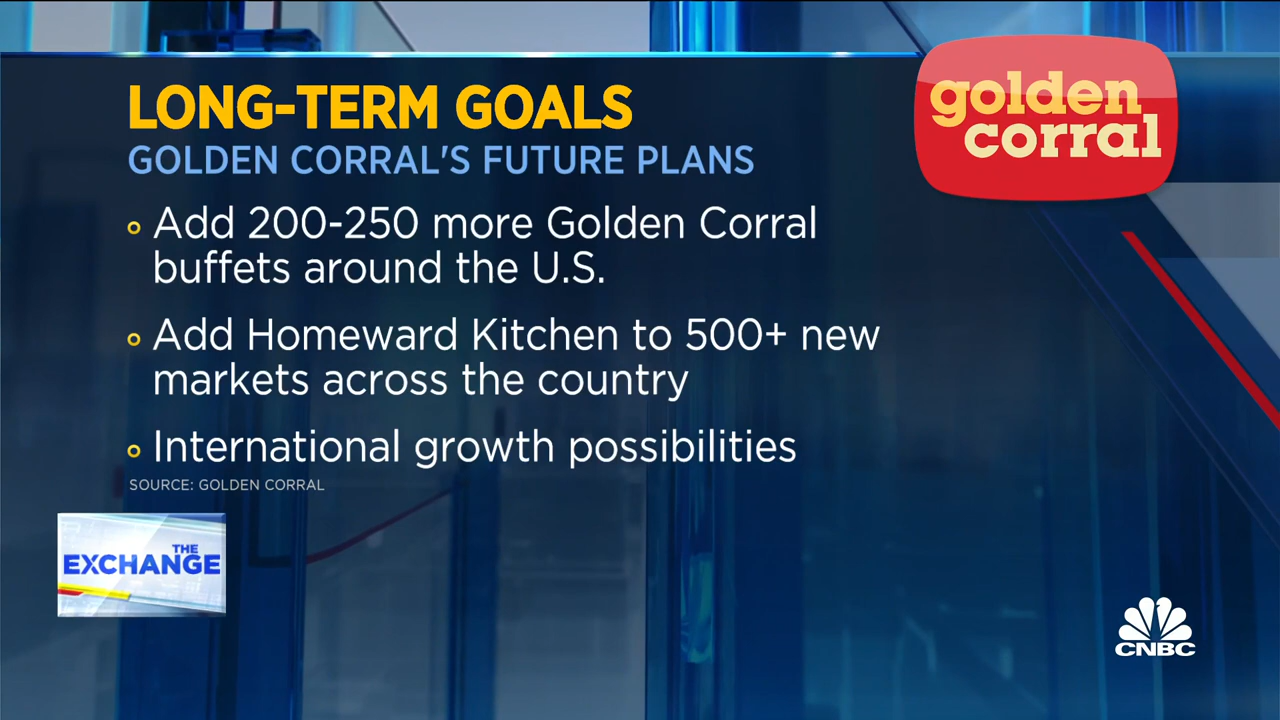 golden
corral
LONG-TERM GOALS
GOLDEN CORRAL'S FUTURE PLANS
Add 200-250 more Golden Corral
buffets around the U.S.
Add Homeward Kitchen to 500+ new
markets across the country
International growth possibilities
SOURCE: GOLDEN CORRAL
THE
EXCHANGE
CNBC